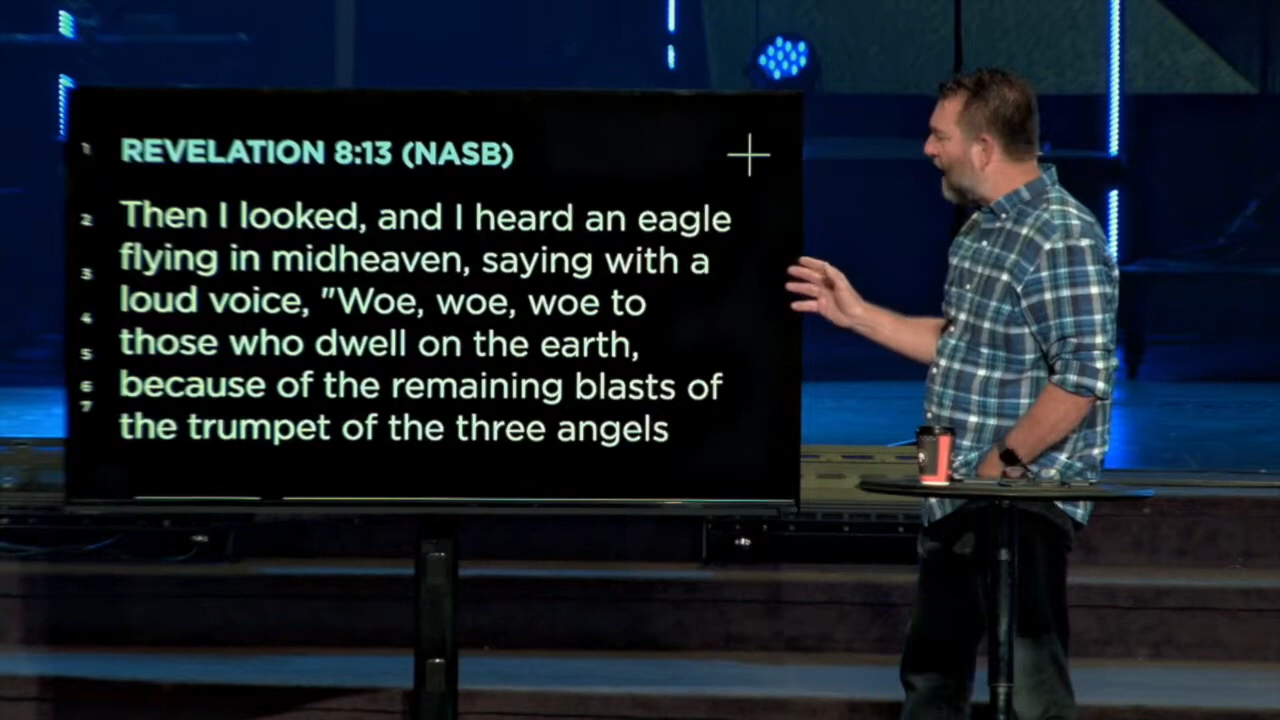 1 REVELATION 8:13 (NASB)
2 Then I looked, and I heard an eagle
flying in midheaven, saying with a
3 loud voice, "Woe, woe, woe to
4 those who dwell on the earth,
5 because of the remaining blasts of
6 the trumpet of the three angels
7